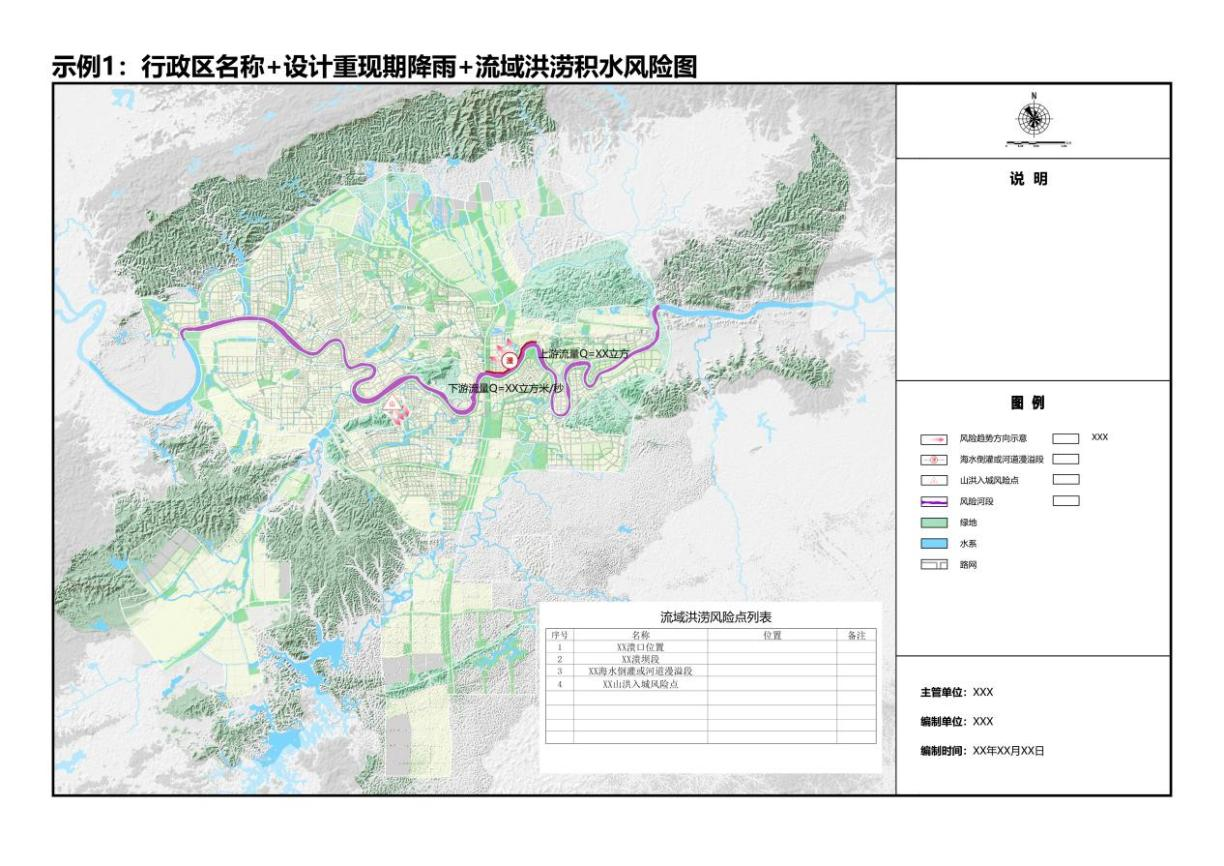 示例1：行政区名称+设计重现期降雨+流域洪涝积水风险图
N
说 明
上游流量Q=XX立方
下游流量Q=XX立方米/秒
图 例
风险趋势方向示意
XXX
海水倒灌或河道漫溢段
山洪入城风险点
风险河段
绿地
水系
路网
流域洪涝风险点列表
序号 名称 位置 备注
1 XX溃口位置
2 XX溃坝段
3 XX海水倒灌或河道漫溢段
4 XX山洪入城风险点
主管单位：XXX
编制单位：XXX
编制时间：XX年XX月XX日